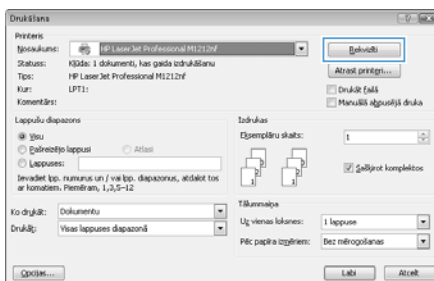 Drukāšana
Printeris
Nosaukums: HP LaserJet Professional M1212nf
Rekvizīti
Statuss: Kļūda: 1 dokumenti, kas gaida izdrukāšanu
Tips: HP LaserJet Professional M1212nf
Atrast printeri...
Kur: LPT1:
Drukāt failā
Komentārs:
Manuālā abpusējā druka
Lappušu diapazons
Visu
Pašreizējo lappusi
Atlasi
Lappuses:
Ievadiet lpp. numurus un / vai lpp. diapazonus, atdalot tos
ar komatiem. Piemēram, 1,3,5–12
Izdrukas
Eksemplāru skaits: 1
Sašķirot komplektos
Ko drukāt: Dokumentu
Drukāt: Visas lappuses diapazonā
Tālummaiņa
Uz vienas loksnes: 1 lappuse
Pēc papīra izmēriem: Bez mērogošanas
Opcijas...
Labi
Atcelt